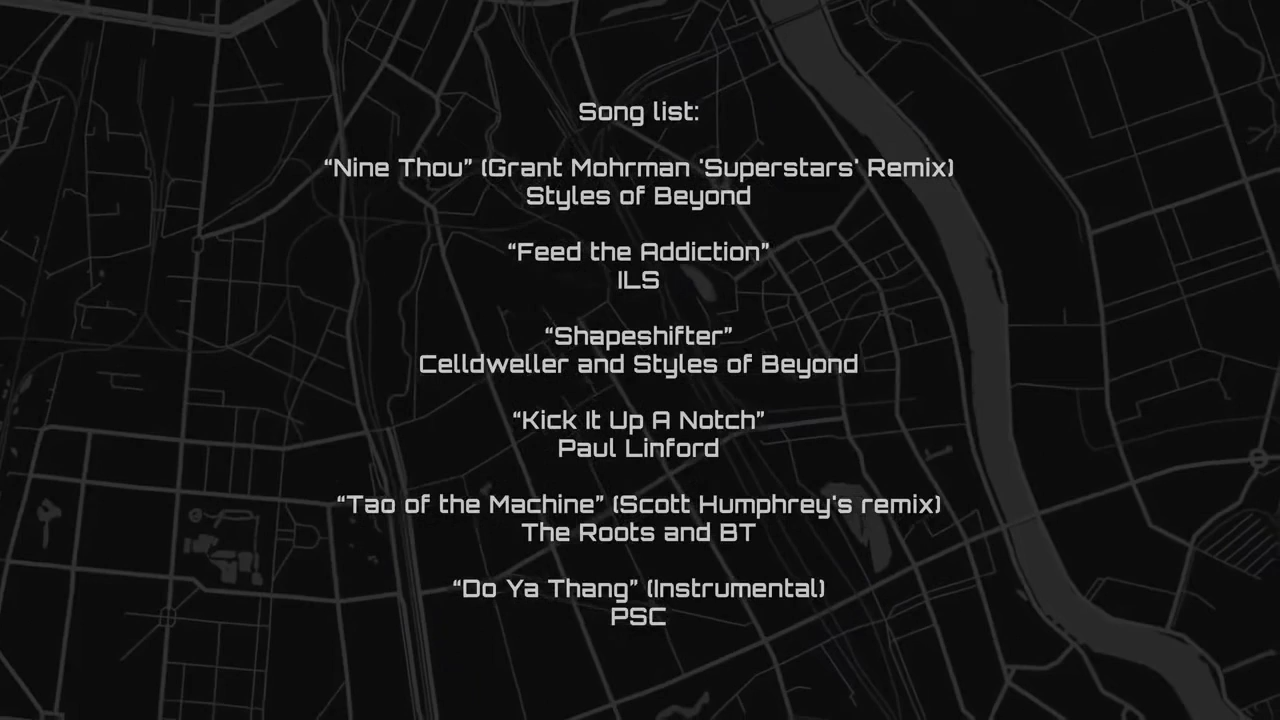 Song list:
“Nine Thou” (Grant Mohrman 'Superstars' Remix)
Styles of Beyond
“Feed the Addiction”
ILS
“Shapeshifter”
Celldweller and Styles of Beyond
“Kick It Up A Notch”
Paul Linford
“Tao of the Machine” (Scott Humphrey's remix)
The Roots and BT
“Do Ya Thang” (Instrumental)
PSC